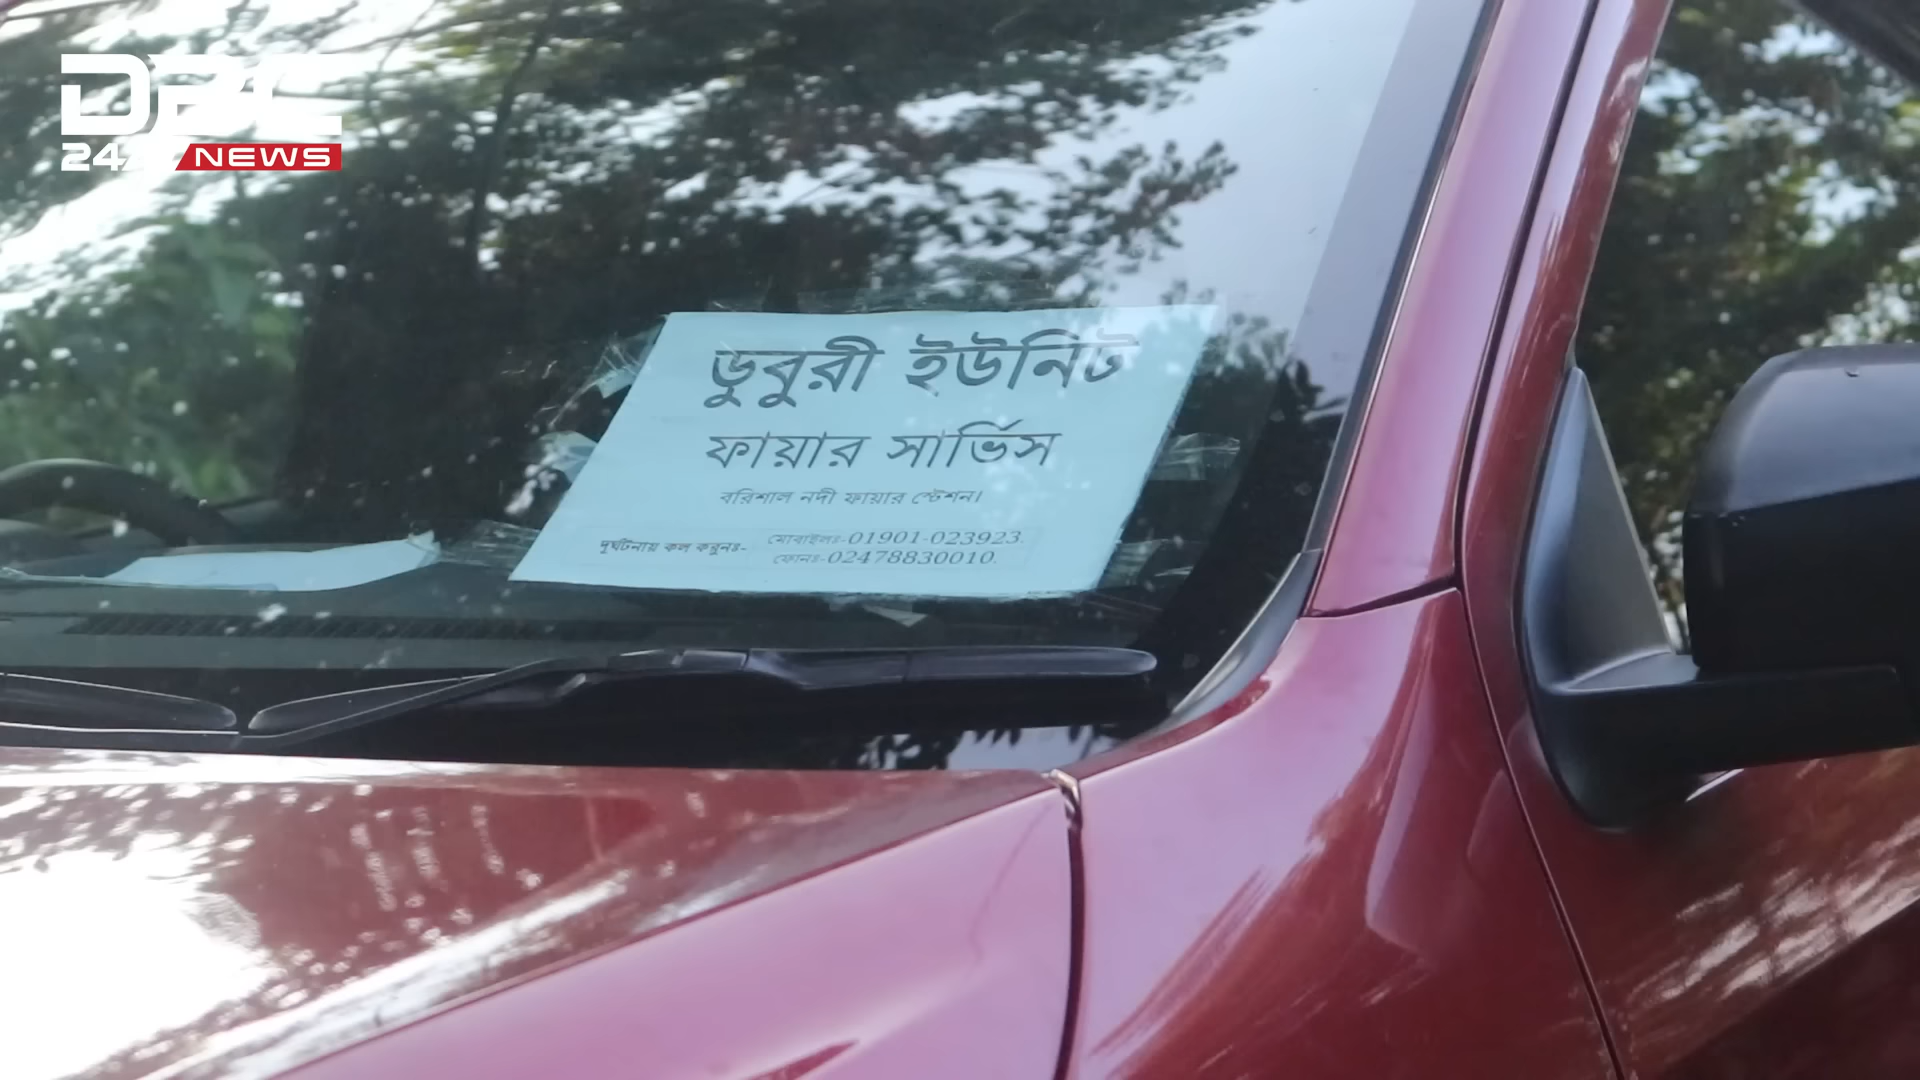 DBC
24/7 NEWS
ডুবুরী ইউনিট
ফায়ার সার্ভিস
বরিশাল নদী ফায়ার স্টেশন।
দূর্ঘটনায় কল করুনঃ- মোবাইলঃ-01901-023923.
ফোনঃ-02478830010.